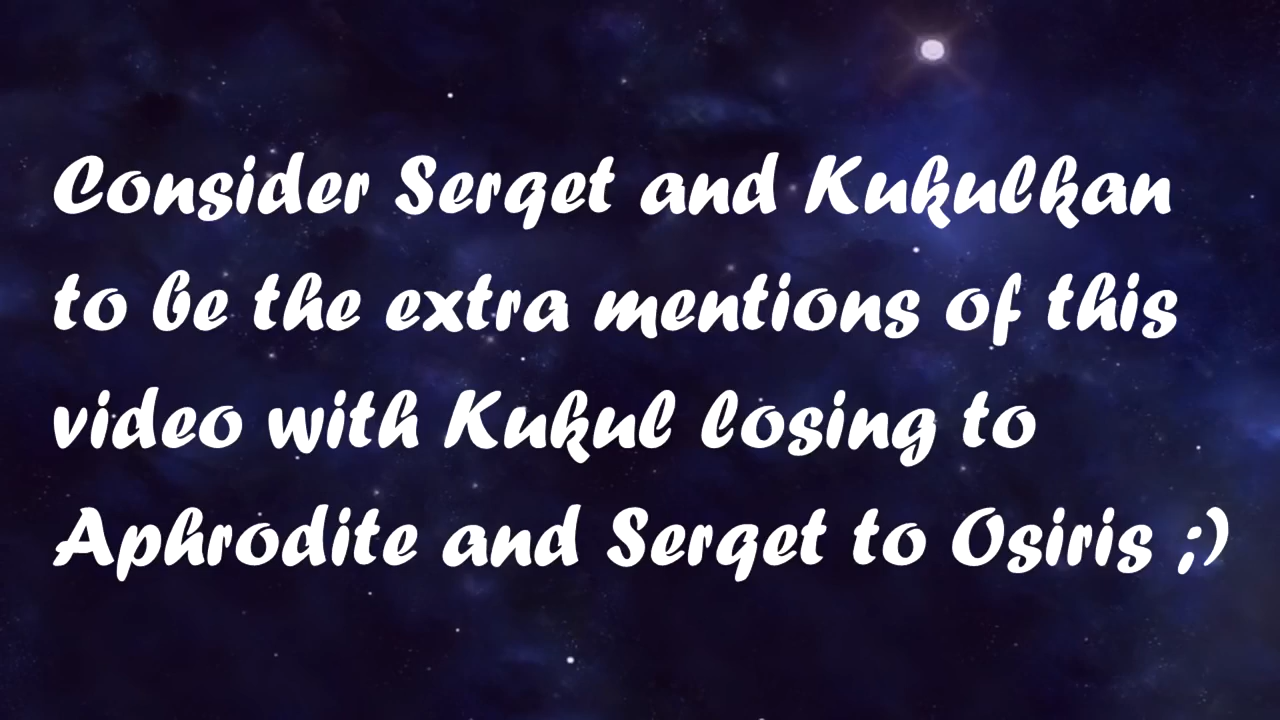 Consider Serqet and Kukulkan
to be the extra mentions of this
video with Kukul losing to
Aphrodite and Serqet to Osiris ;)